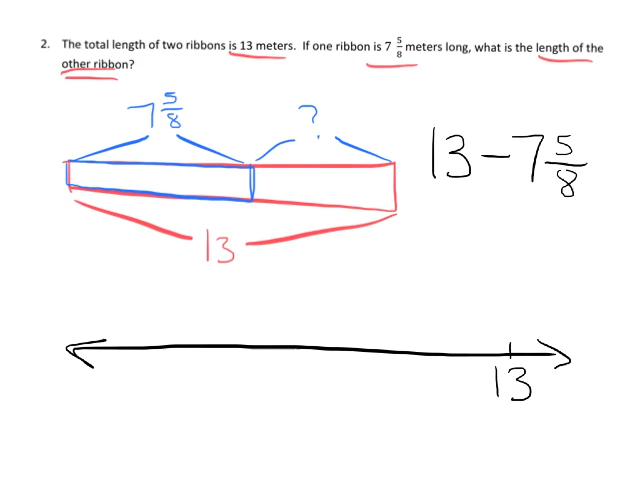 2. The total length of two ribbons is 13 meters. If one ribbon is 7 5/8 meters long, what is the length of the
other ribbon?
7 5/8 ?
13 - 7 5/8
13
13